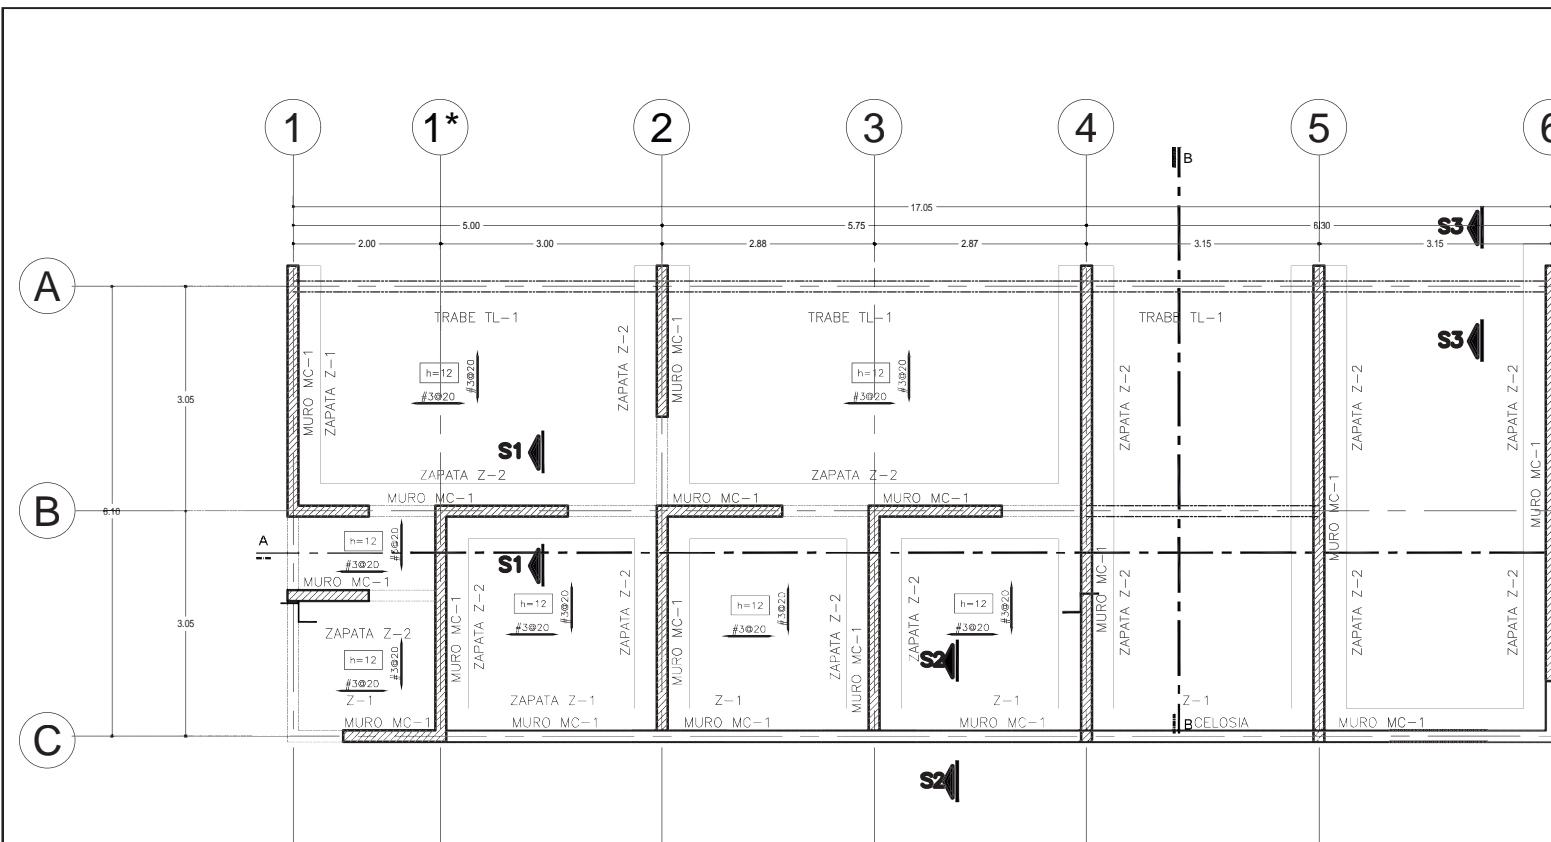 1
1*
2
3
4
5
6
B
17.05
5.00
5.75
6.30
S3
2.00
3.00
2.88
2.87
3.15
3.15
A
TRABE TL-1
TRABE TL-1
TRABE TL-1
MURO MC-1
ZAPATA Z-1
ZAPATA Z-2
MURO MC-1
S3
h=12
#3@20
#3@20
h=12
#3@20
#3@20
3.05
ZAPATA Z-2
ZAPATA Z-2
ZAPATA Z-2
MURO MC-1
S1
ZAPATA Z-2
ZAPATA Z-2
MURO MC-1
MURO MC-1
MURO MC-1
MURO MC-1
B
6.10
A
h=12
#3@20
#3@20
S1
MURO MC-1
MURO MC-1
ZAPATA Z-2
h=12
#3@20
#3@20
ZAPATA Z-2
h=12
#3@20
#3@20
ZAPATA Z-2
h=12
#3@20
#3@20
ZAPATA Z-2
ZAPATA Z-2
ZAPATA Z-2
3.05
ZAPATA Z-2
MURO MC-1
MURO MC-1
ZAPATA Z-2
MURO MC-1
S2
h=12
#3@20
#3@20
Z-1
ZAPATA Z-1
Z-1
Z-1
Z-1
MURO MC-1
MURO MC-1
MURO MC-1
MURO MC-1
B
CELOSIA
MURO MC-1
C
S2